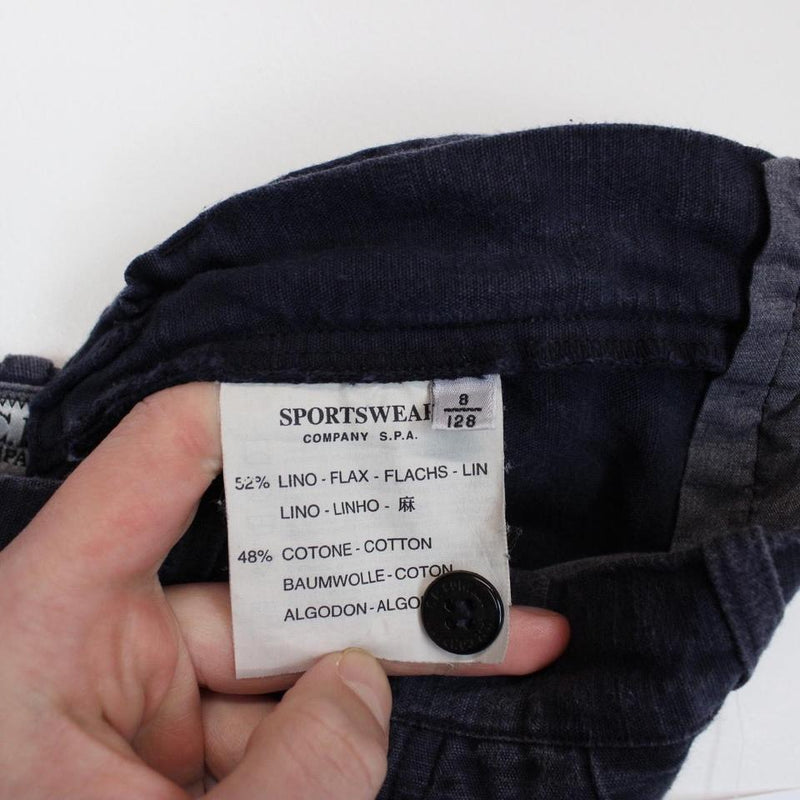 SPORTSWEAR
COMPANY S.P.A.
8
128
52% LINO - FLAX - FLACHS - LIN
LINO - LINHO - 麻
48% COTONE - COTTON
BAUMWOLLE - COTON
ALGODON - ALGO